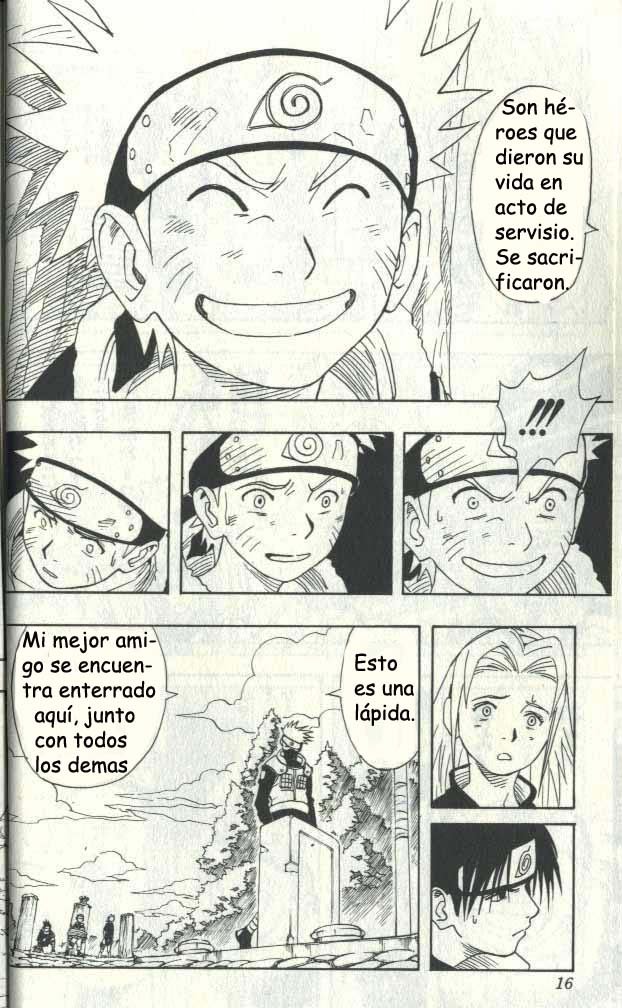 Son hé-
roes que
dieron su
vida en
acto de
servisio.
Se sacri-
ficaron.
!!!!
Esto
es una
lápida.
Mi mejor ami-
go se encuen-
tra enterrado
aquí, junto
con todos
los demas
16